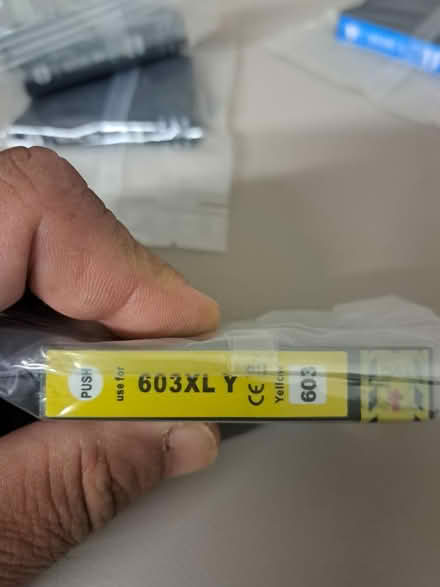 PUSH
use for
603XL Y
CE
Yellow
603